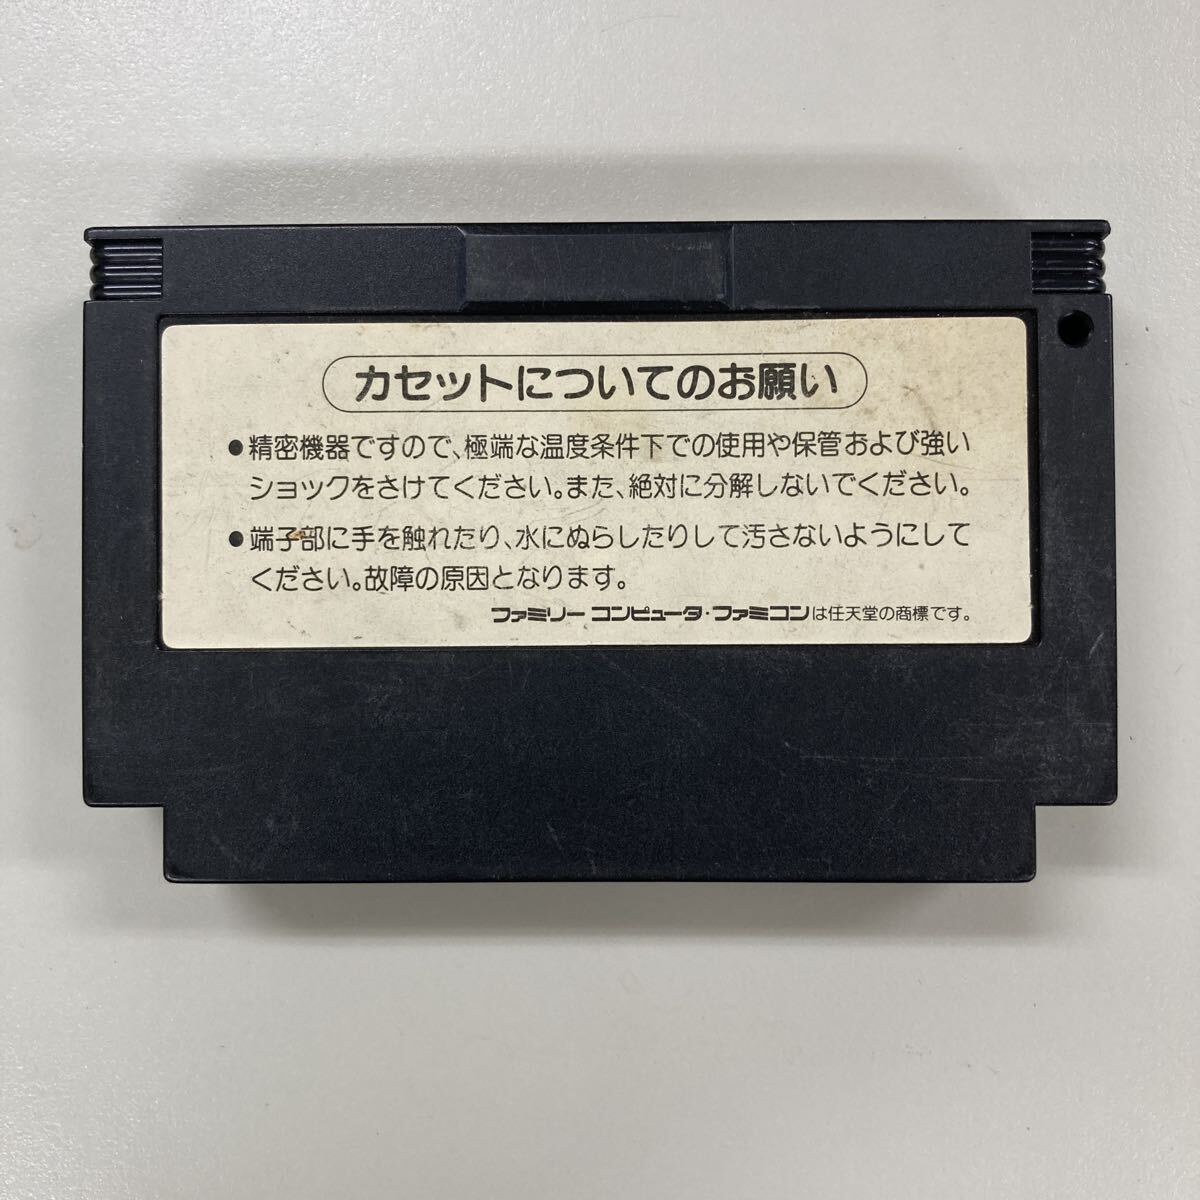 カセットについてのお願い
●精密機器ですので、極端な温度条件下での使用や保管および強い
ショックをさけてください。また、絶対に分解しないでください。
●端子部に手を触れたり、水にぬらしたりして汚さないようにして
ください。故障の原因となります。
ファミリー コンピュータ・ファミコンは任天堂の商標です。